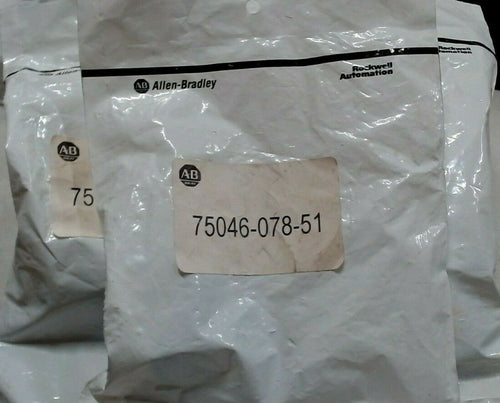 AB Allen-Bradley
Rockwell
Automation
AB
75046-078-51
AB
75